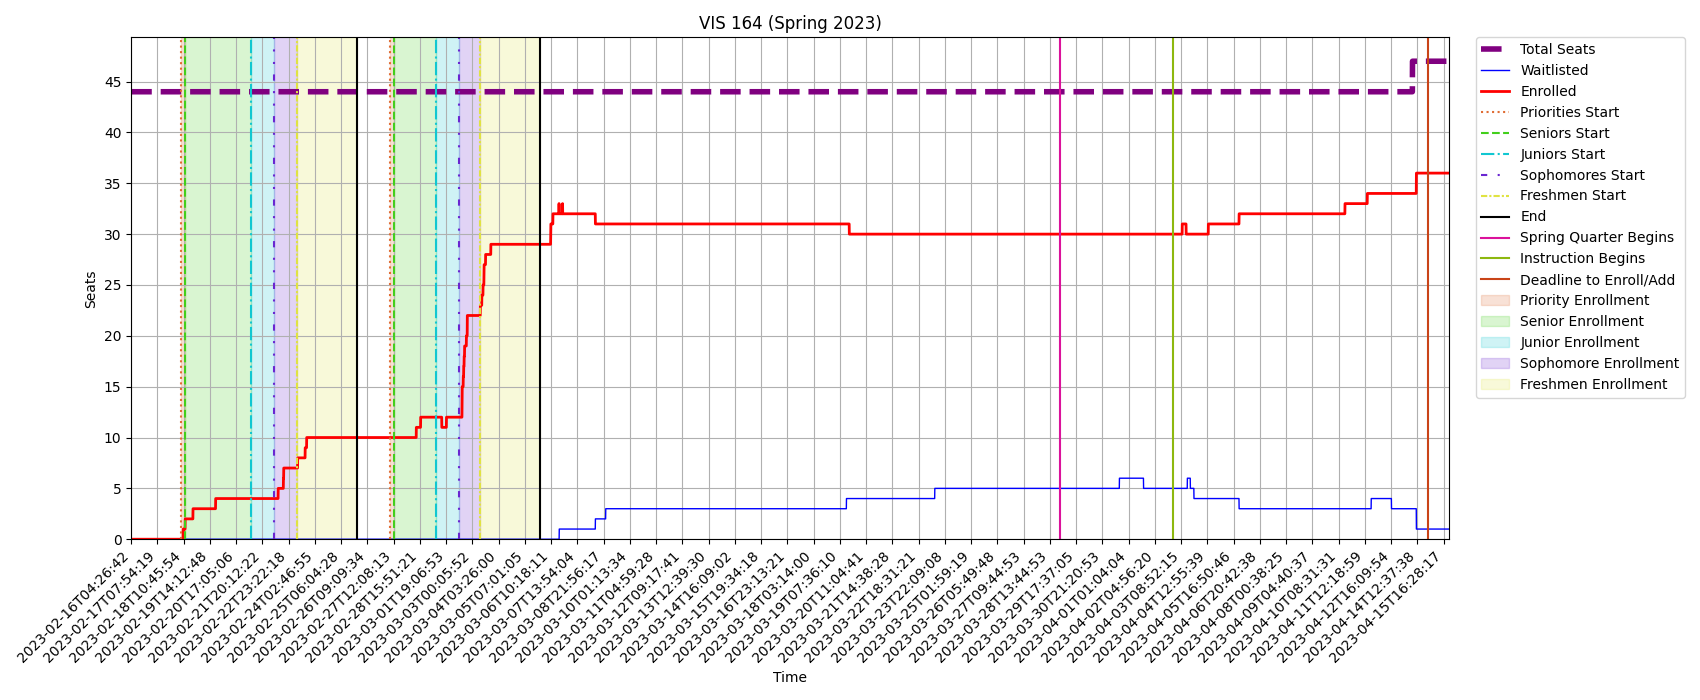 VIS 164 (Spring 2023)
Seats
45
40
35
30
25
20
15
10
5
0
2023-02-16T04:26:42
2023-02-17T07:54:19
2023-02-18T10:45:54
2023-02-19T14:12:48
2023-02-20T17:05:06
2023-02-21T20:12:22
2023-02-22T23:22:18
2023-02-24T02:46:55
2023-02-25T06:04:28
2023-02-26T09:09:34
2023-02-27T12:08:13
2023-02-28T15:51:21
2023-03-01T19:06:53
2023-03-03T00:05:52
2023-03-04T03:26:00
2023-03-05T07:01:05
2023-03-06T10:18:11
2023-03-07T13:54:04
2023-03-08T21:56:17
2023-03-10T01:13:34
2023-03-11T04:59:28
2023-03-12T09:17:41
2023-03-13T12:39:30
2023-03-14T16:09:02
2023-03-15T19:34:18
2023-03-16T23:13:21
2023-03-18T03:14:00
2023-03-19T07:36:10
2023-03-20T11:04:41
2023-03-21T14:38:28
2023-03-22T18:31:21
2023-03-23T22:09:08
2023-03-25T01:59:19
2023-03-26T05:49:48
2023-03-27T09:44:53
2023-03-28T13:44:53
2023-03-29T17:37:05
2023-03-30T21:20:53
2023-04-01T01:04:04
2023-04-02T04:56:20
2023-04-03T08:52:15
2023-04-04T12:55:39
2023-04-05T16:50:46
2023-04-06T20:42:38
2023-04-08T00:38:25
2023-04-09T04:40:37
2023-04-10T08:31:31
2023-04-11T12:18:59
2023-04-12T16:09:54
2023-04-14T12:37:38
2023-04-15T16:28:17
Time
Total Seats
Waitlisted
Enrolled
Priorities Start
Seniors Start
Juniors Start
Sophomores Start
Freshmen Start
End
Spring Quarter Begins
Instruction Begins
Deadline to Enroll/Add
Priority Enrollment
Senior Enrollment
Junior Enrollment
Sophomore Enrollment
Freshmen Enrollment